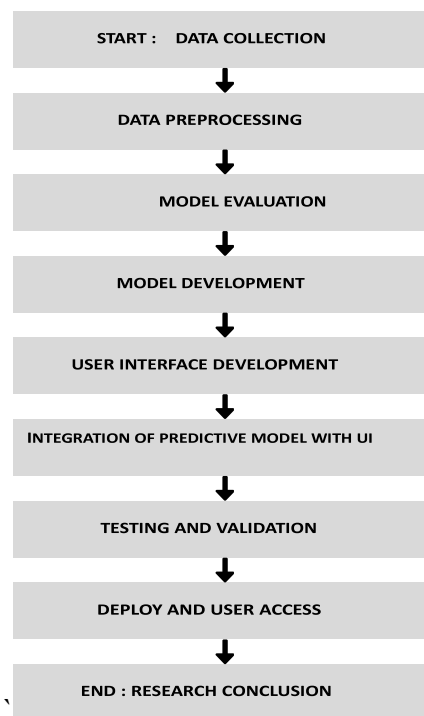 START : DATA COLLECTION
DATA PREPROCESSING
MODEL EVALUATION
MODEL DEVELOPMENT
USER INTERFACE DEVELOPMENT
INTEGRATION OF PREDICTIVE MODEL WITH UI
TESTING AND VALIDATION
DEPLOY AND USER ACCESS
END : RESEARCH CONCLUSION
`